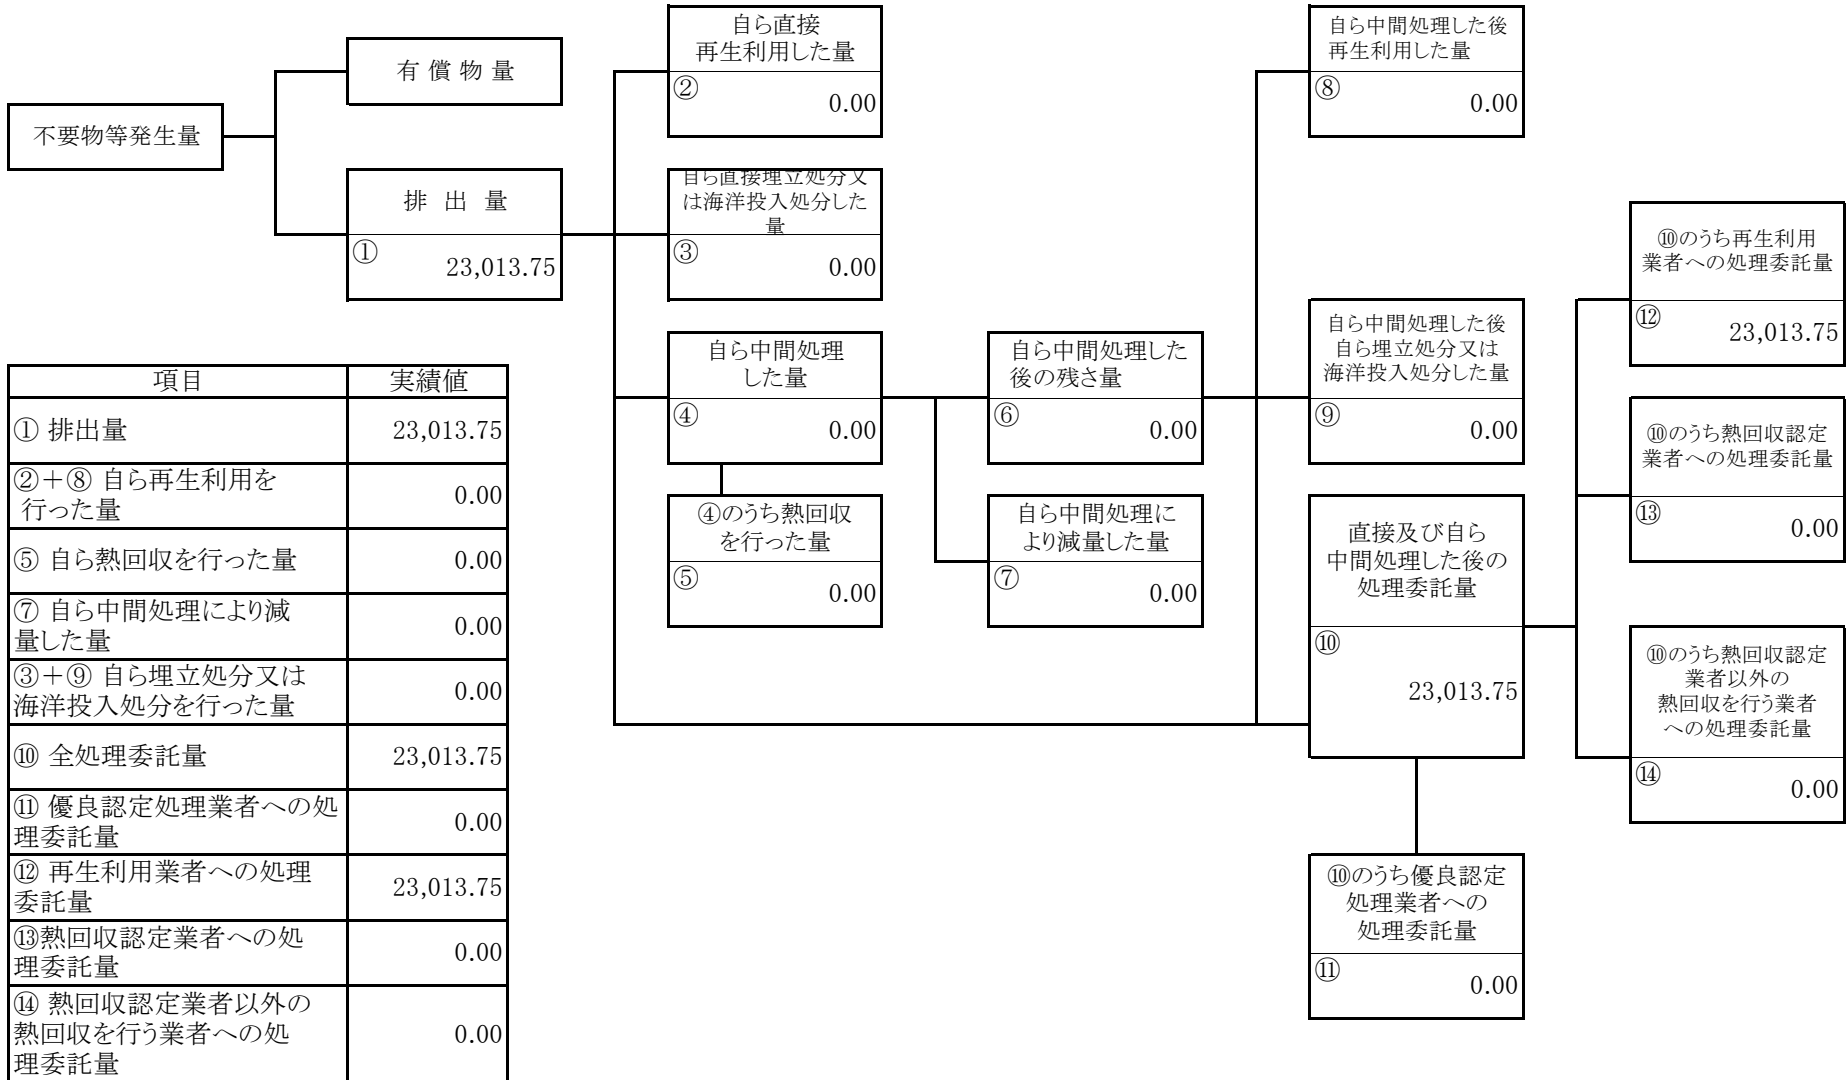 不要物等発生量
有 償 物 量
排 出 量
①
23,013.75
自ら直接
再生利用した量
②
0.00
自ら直接埋立処分又
は海洋投入処分した
量
③
0.00
自ら中間処理
した量
④
0.00
④のうち熱回収
を行った量
⑤
0.00
自ら中間処理した
後の残さ量
⑥
0.00
自ら中間処理に
より減量した量
⑦
0.00
自ら中間処理した後
再生利用した量
⑧
0.00
自ら中間処理した後
自ら埋立処分又は
海洋投入処分した量
⑨
0.00
直接及び自ら
中間処理した後の
処理委託量
⑩
23,013.75
⑩のうち優良認定
処理業者への
処理委託量
⑪
0.00
⑩のうち再生利用
業者への処理委託量
⑫
23,013.75
⑩のうち熱回収認定
業者への処理委託量
⑬
0.00
⑩のうち熱回収認定
業者以外の
熱回収を行う業者
への処理委託量
⑭
0.00
項目 実績値
① 排出量 23,013.75
②＋⑧ 自ら再生利用を
行った量 0.00
⑤ 自ら熱回収を行った量 0.00
⑦ 自ら中間処理により減
量した量 0.00
③＋⑨ 自ら埋立処分又は
海洋投入処分を行った量 0.00
⑩ 全処理委託量 23,013.75
⑪ 優良認定処理業者への処
理委託量 0.00
⑫ 再生利用業者への処理
委託量 23,013.75
⑬熱回収認定業者への処
理委託量 0.00
⑭ 熱回収認定業者以外の
熱回収を行う業者への処
理委託量 0.00